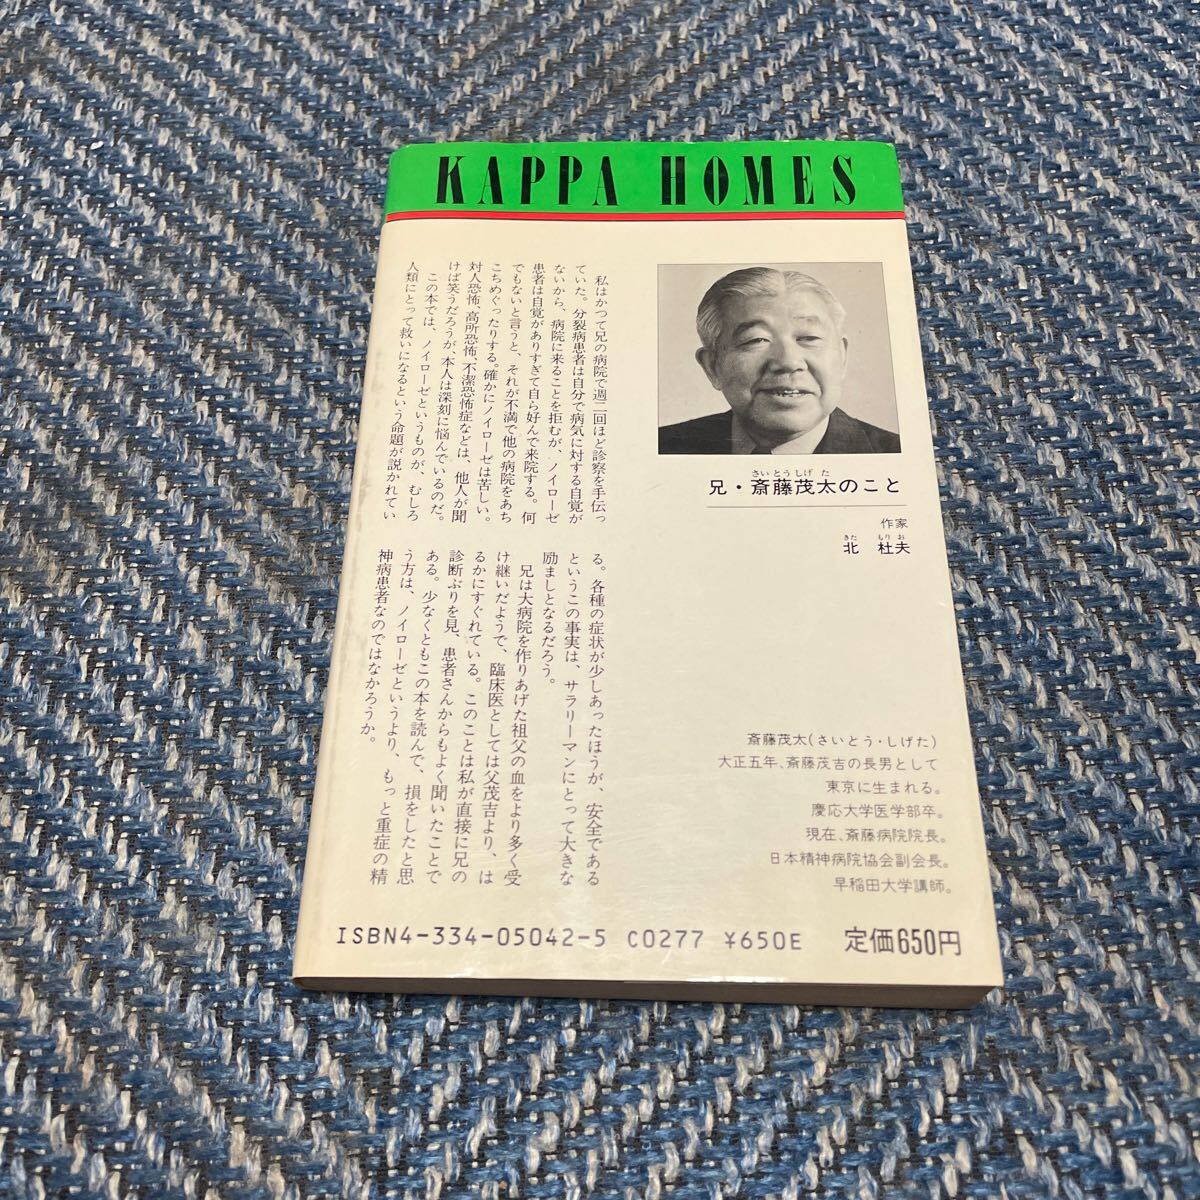 KAPPA HOMES
兄・斎藤茂太のこと
さいとうしげた
作家
北 杜夫
きた もりお
私はかつて兄の病院で週二回ほど診察を手伝っ
ていた。分裂病患者は自分で病気に対する自覚が
ないから、病院に来ることを拒むが、ノイローゼ
患者は自覚がありすぎて自ら好んで来院する。何
でもないと言うと、それが不満で他の病院をあち
こちめぐったりする。確かにノイローゼは苦しい。
対人恐怖、高所恐怖、不潔恐怖症などは、他人が聞
けば笑うだろうが、本人は深刻に悩んでいるのだ。
この本では、ノイローゼというものが、むしろ
人類にとって救いになるという命題が説かれてい
る。各種の症状が少しあったほうが、安全である
というこの事実は、サラリーマンにとって大きな
励ましとなるだろう。
兄は大病院を作りあげた祖父の血をより多く受
け継いだようで、臨床医としては父茂吉より、は
るかにすぐれている。このことは私が直接に兄の
診断ぶりを見、患者さんからもよく聞いたことで
ある。少なくともこの本を読んで、損をしたと思
う方は、ノイローゼというより、もっと重症の精
神病患者なのではなかろうか。
斎藤茂太(さいとう・しげた)
大正五年、斎藤茂吉の長男として
東京に生まれる。
慶応大学医学部卒。
現在、斎藤病院院長。
日本精神病院協会副会長。
早稲田大学講師。
ISBN4-334-05042-5 C0277 ¥650E 定価650円